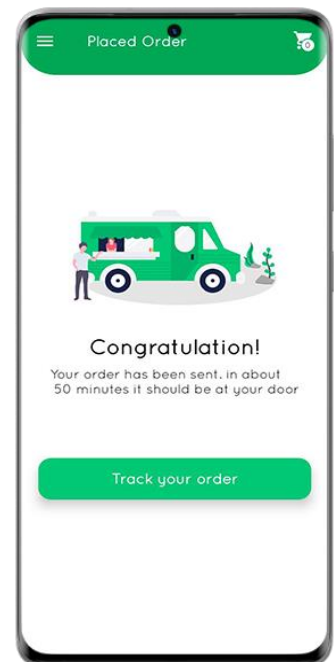 Placed Order
0
Congratulation!
Your order has been sent. in about
50 minutes it should be at your door
Track your order